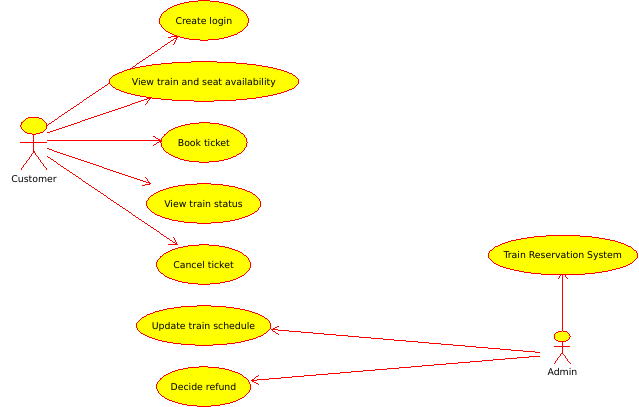 Create login
View train and seat availability
Book ticket
Customer
View train status
Train Reservation System
Cancel ticket
Update train schedule
Admin
Decide refund